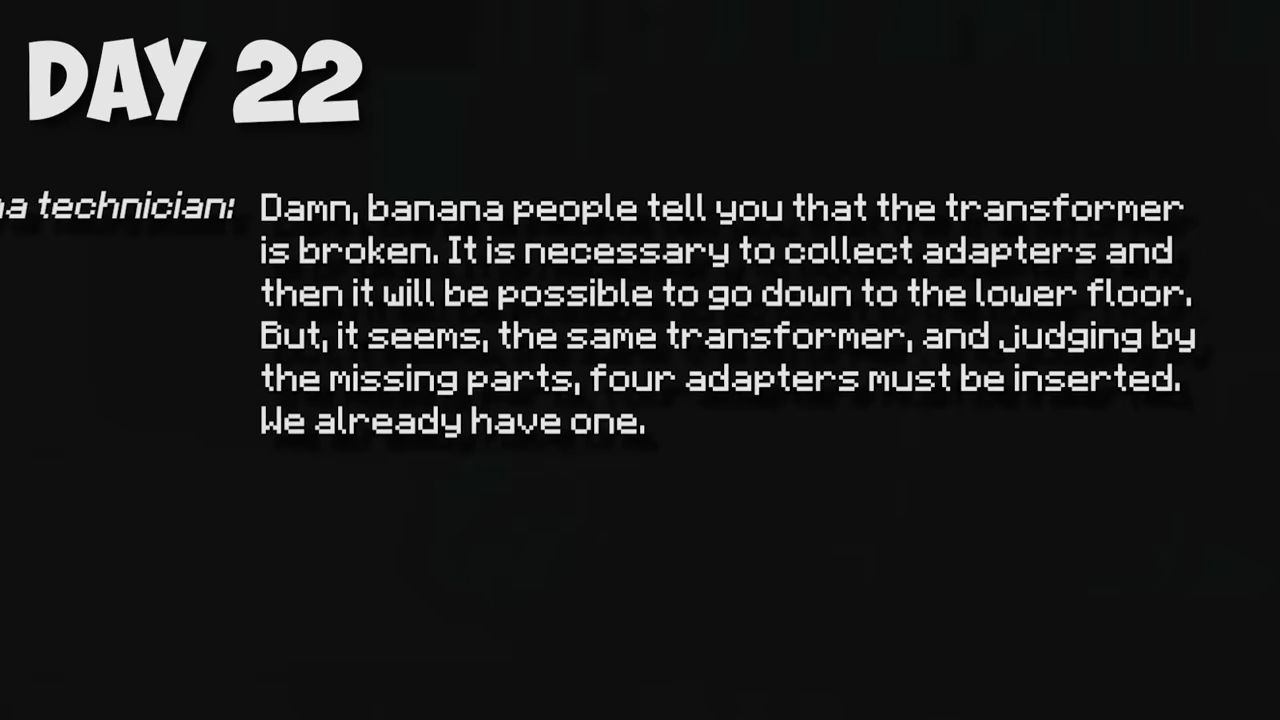 DAY 22
technician: Damn, banana people tell you that the transformer
is broken. It is necessary to collect adapters and
then it will be possible to go down to the lower floor.
But, it seems, the same transformer, and judging by
the missing parts, four adapters must be inserted.
We already have one.